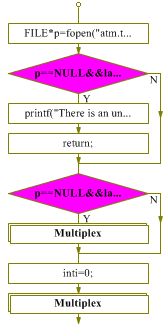 FILE*p=fopen("atm.t...
p==NULL&&!a...
Y
N
printf("There is an un...
return;
p==NULL&&!a...
Y
N
Multiplex
inti=0;
Multiplex